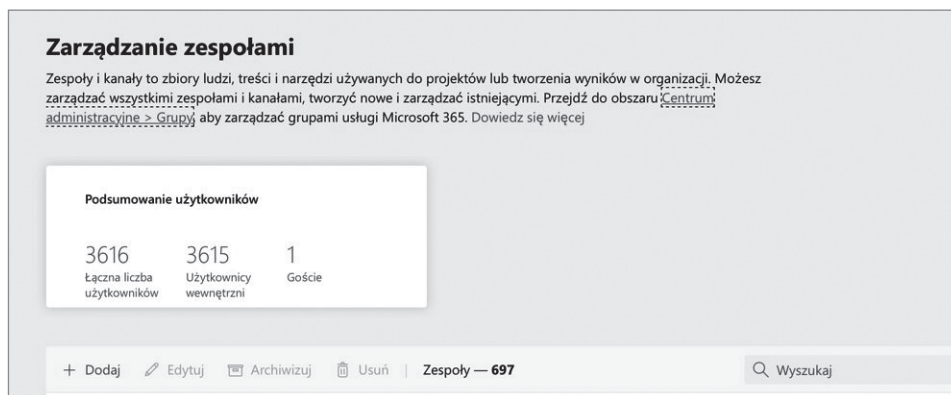 Zarządzanie zespołami
Zespoły i kanały to zbiory ludzi, treści i narzędzi używanych do projektów lub tworzenia wyników w organizacji. Możesz
zarządzać wszystkimi zespołami i kanałami, tworzyć nowe i zarządzać istniejącymi. Przejdź do obszaru Centrum
administracyjne > Grupy, aby zarządzać grupami usługi Microsoft 365. Dowiedz się więcej
Podsumowanie użytkowników
3616 3615 1
Łączna liczba Użytkownicy Goście
użytkowników wewnętrzni
+ Dodaj Edytuj Archiwizuj Usuń | Zespoły — 697 Wyszukaj